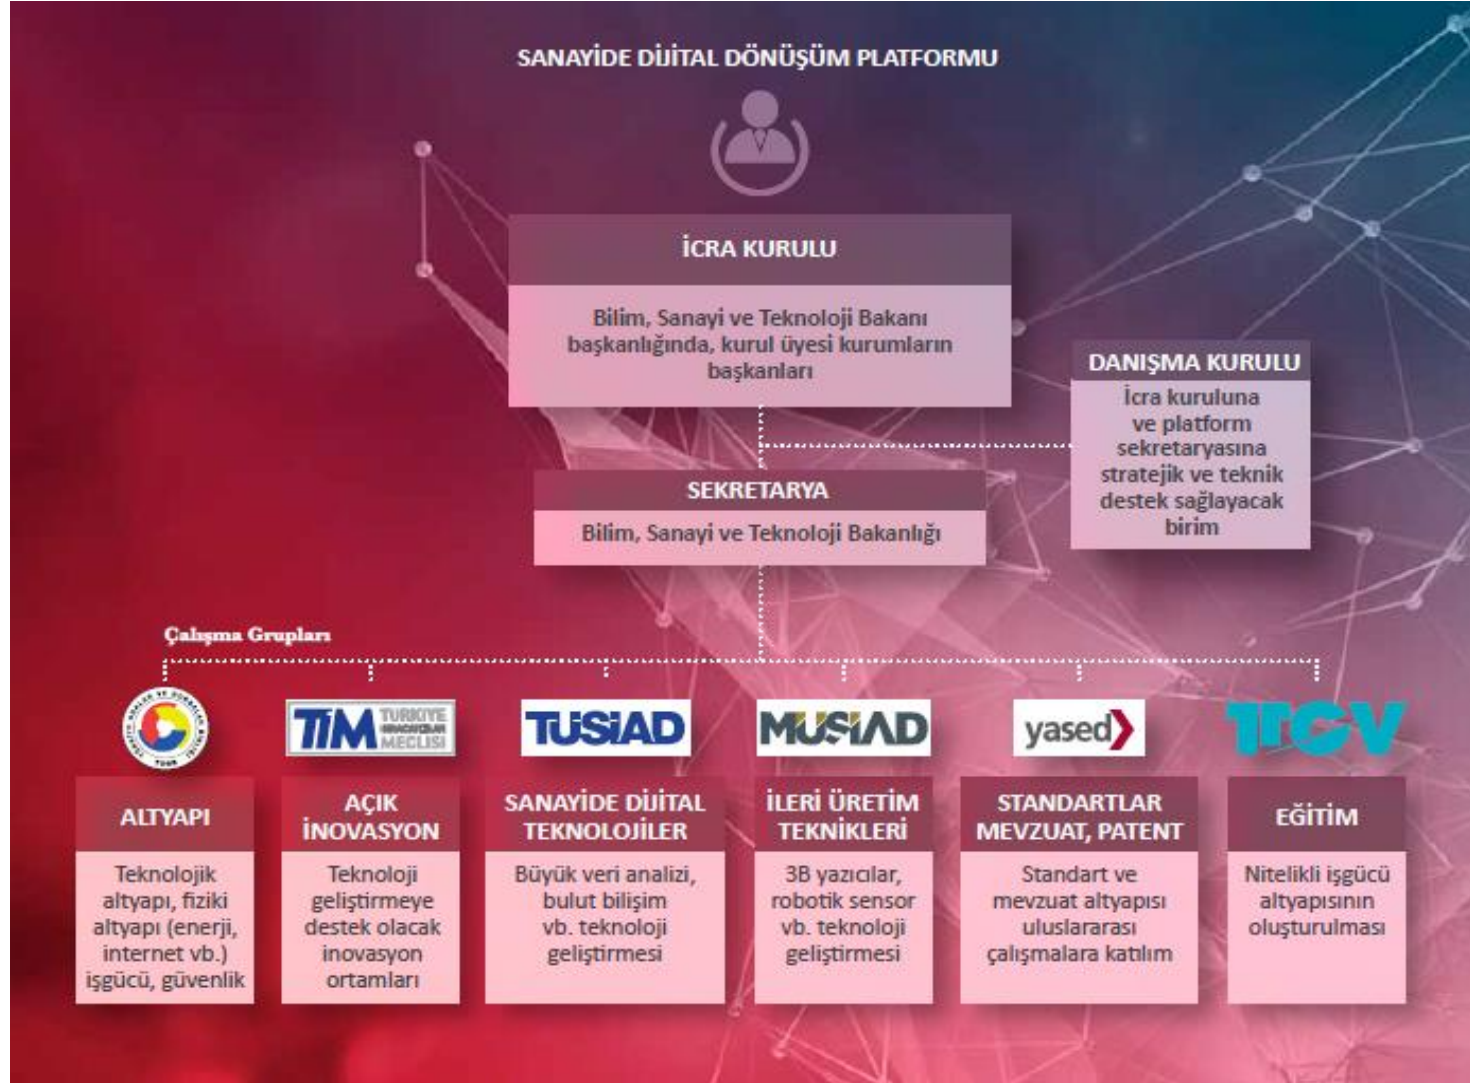 SANAYİDE DİJİTAL DÖNÜŞÜM PLATFORMU
İCRA KURULU
Bilim, Sanayi ve Teknoloji Bakanı
başkanlığında, kurul üyesi kurumların
başkanları
DANIŞMA KURULU
İcra kuruluna
ve platform
sekretaryasına
stratejik ve teknik
destek sağlayacak
birim
SEKRETARYA
Bilim, Sanayi ve Teknoloji Bakanlığı
Çalışma Grupları
TİM TÜRKİYE
İHRACATÇILAR
MECLİSİ
TÜSİAD
MÜSİAD
yased
TTGV
ALTYAPI
Teknolojik
altyapı, fiziki
altyapı (enerji,
internet vb.)
işgücü, güvenlik
AÇIK
İNOVASYON
Teknoloji
geliştirmeye
destek olacak
inovasyon
ortamları
SANAYİDE DİJİTAL
TEKNOLOJİLER
Büyük veri analizi,
bulut bilişim
vb. teknoloji
geliştirmesi
İLERİ ÜRETİM
TEKNİKLERİ
3B yazıcılar,
robotik sensor
vb. teknoloji
geliştirmesi
STANDARTLAR
MEVZUAT, PATENT
Standart ve
mevzuat altyapısı
uluslararası
çalışmalara katılım
EĞİTİM
Nitelikli işgücü
altyapısının
oluşturulması